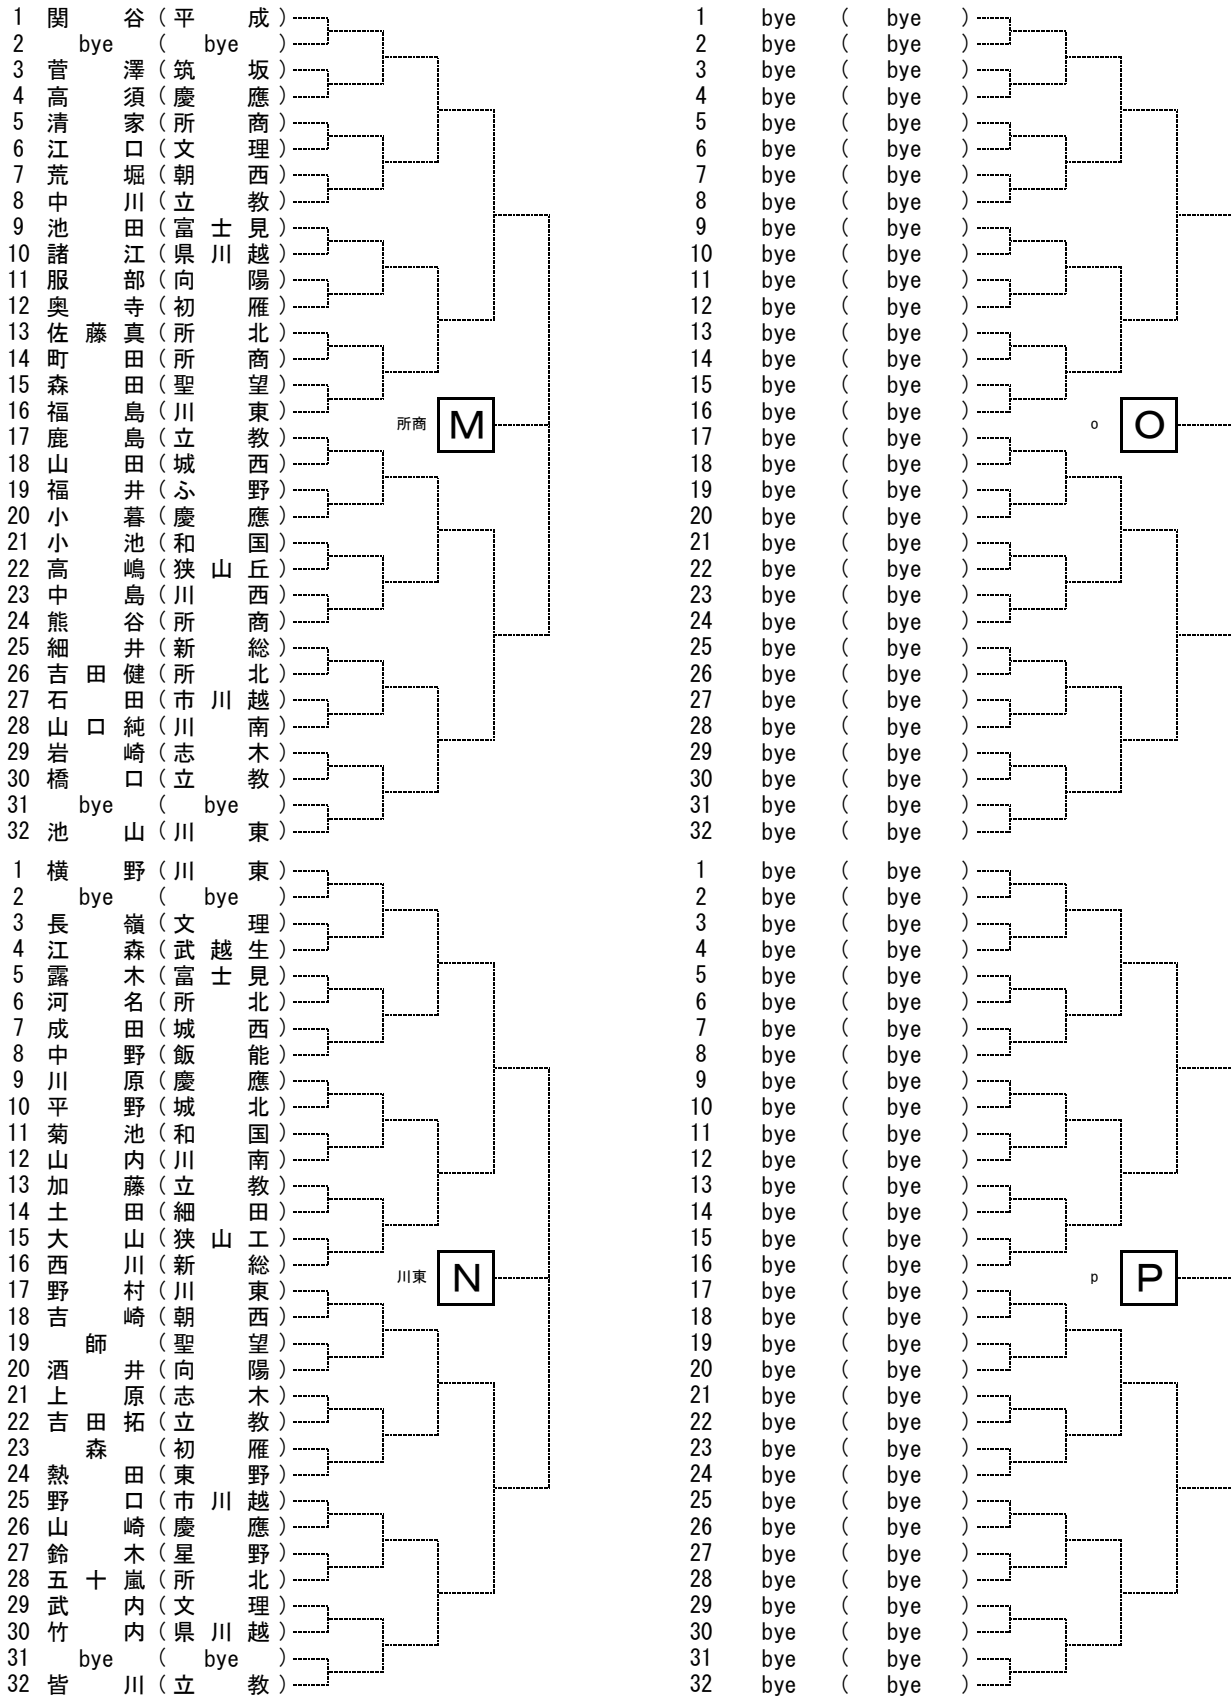 1 関谷(平成)
2 bye(bye)
3 菅澤(筑坂)
4 高須(慶應)
5 清家(所商)
6 江口(文理)
7 荒堀(朝西)
8 中川(立教)
9 池田(富士見)
10 諸江(県川越)
11 服部(向陽)
12 奥寺(初雁)
13 佐藤真(所北)
14 町田(所商)
15 森田(聖望)
16 福島(川東)
所商 M
17 鹿島(立教)
18 山田(城西)
19 福井(ふ野)
20 小暮(慶應)
21 小池(和国)
22 高嶋(狭山丘)
23 中島(川西)
24 熊谷(所商)
25 細井(新総)
26 吉田健(所北)
27 石田(市川越)
28 山口純(川南)
29 岩崎(志木)
30 橋口(立教)
31 bye(bye)
32 池山(川東)
1 横野(川東)
2 bye(bye)
3 長嶺(文理)
4 江森(武越生)
5 露木(富士見)
6 河名(所北)
7 成田(城西)
8 中野(飯能)
9 川原(慶應)
10 平野(城北)
11 菊池(和国)
12 山内(川南)
13 加藤(立教)
14 土田(細田)
15 大山(狭山工)
16 西川(新総)
川東 N
17 野村(川東)
18 吉崎(朝西)
19 師(聖望)
20 酒井(向陽)
21 上原(志木)
22 吉田拓(立教)
23 森(初雁)
24 熱田(東野)
25 野口(市川越)
26 山崎(慶應)
27 鈴木(星野)
28 五十嵐(所北)
29 武内(文理)
30 竹内(県川越)
31 bye(bye)
32 皆川(立教)
1 bye(bye)
2 bye(bye)
3 bye(bye)
4 bye(bye)
5 bye(bye)
6 bye(bye)
7 bye(bye)
8 bye(bye)
9 bye(bye)
10 bye(bye)
11 bye(bye)
12 bye(bye)
13 bye(bye)
14 bye(bye)
15 bye(bye)
16 bye(bye)
o O
17 bye(bye)
18 bye(bye)
19 bye(bye)
20 bye(bye)
21 bye(bye)
22 bye(bye)
23 bye(bye)
24 bye(bye)
25 bye(bye)
26 bye(bye)
27 bye(bye)
28 bye(bye)
29 bye(bye)
30 bye(bye)
31 bye(bye)
32 bye(bye)
1 bye(bye)
2 bye(bye)
3 bye(bye)
4 bye(bye)
5 bye(bye)
6 bye(bye)
7 bye(bye)
8 bye(bye)
9 bye(bye)
10 bye(bye)
11 bye(bye)
12 bye(bye)
13 bye(bye)
14 bye(bye)
15 bye(bye)
16 bye(bye)
p P
17 bye(bye)
18 bye(bye)
19 bye(bye)
20 bye(bye)
21 bye(bye)
22 bye(bye)
23 bye(bye)
24 bye(bye)
25 bye(bye)
26 bye(bye)
27 bye(bye)
28 bye(bye)
29 bye(bye)
30 bye(bye)
31 bye(bye)
32 bye(bye)